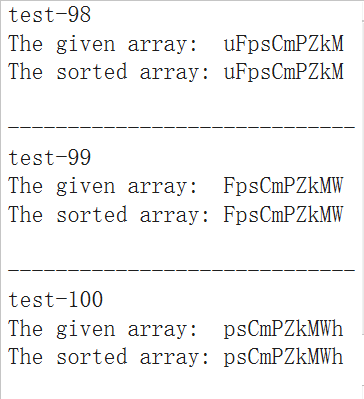 test-98
The given array:  uFpsCmPZkM
The sorted array: uFpsCmPZkM
-----------------------------
test-99
The given array:  FpsCmPZkMW
The sorted array: FpsCmPZkMW
-----------------------------
test-100
The given array:  psCmPZkMWh
The sorted array: psCmPZkMWh